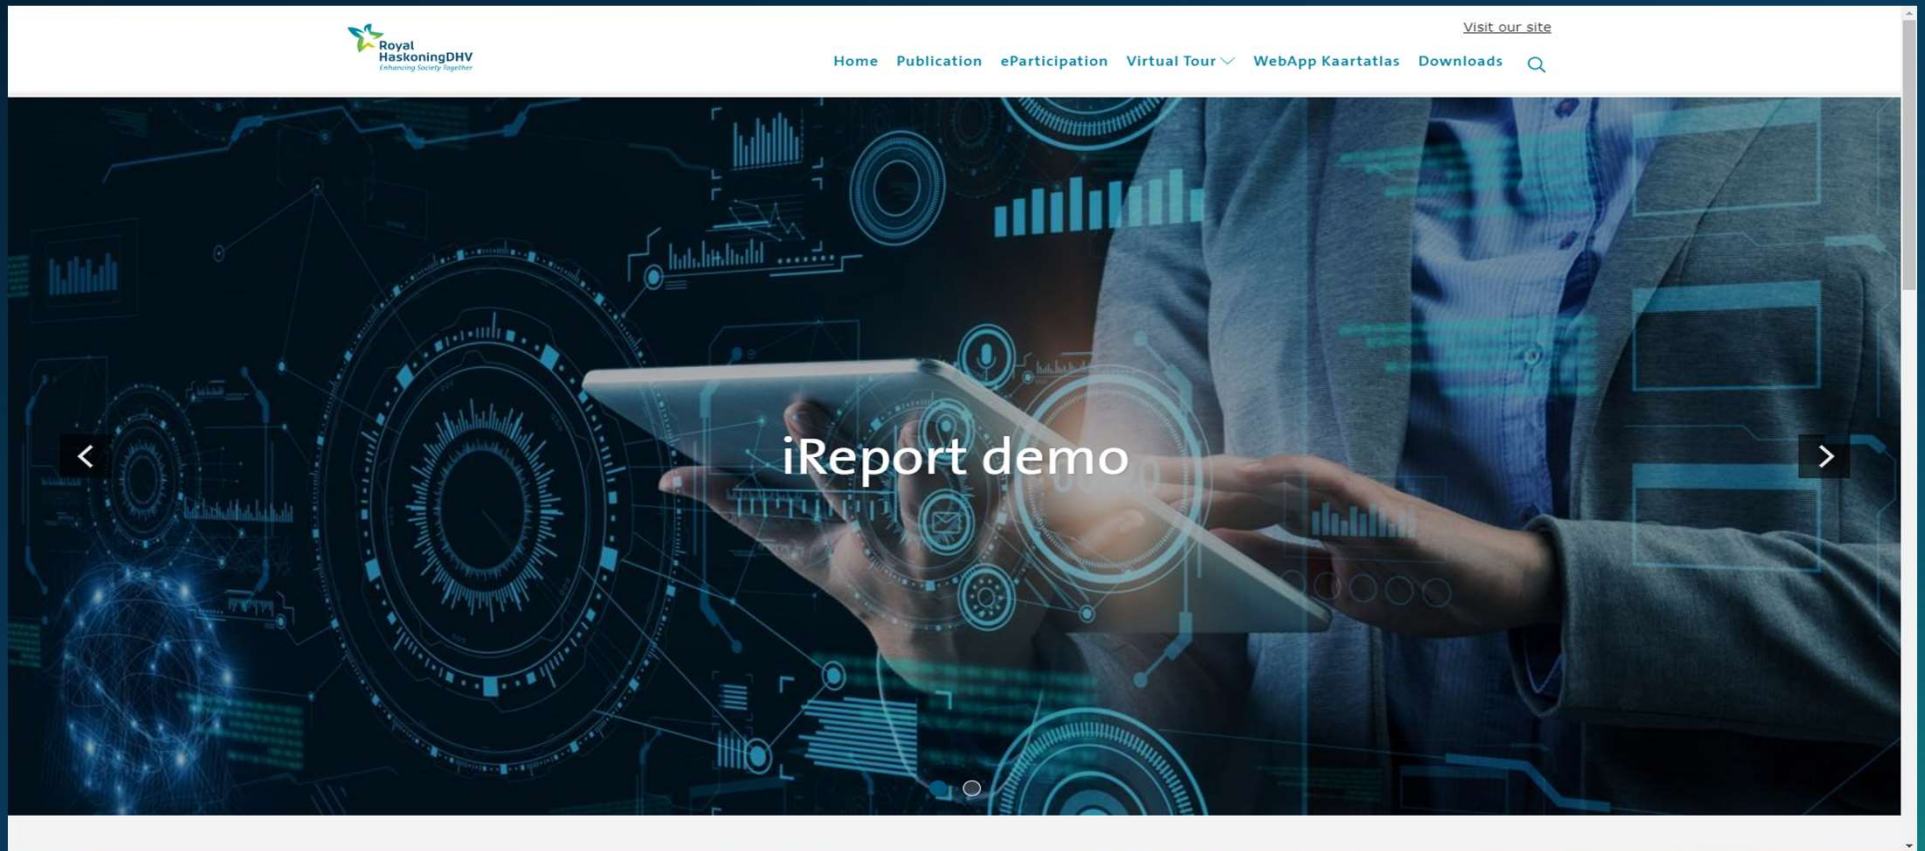 Visit our site
Royal
HaskoningDHV
Enhancing Society Together
Home Publication eParticipation Virtual Tour WebApp Kaartatlas Downloads
iReport demo